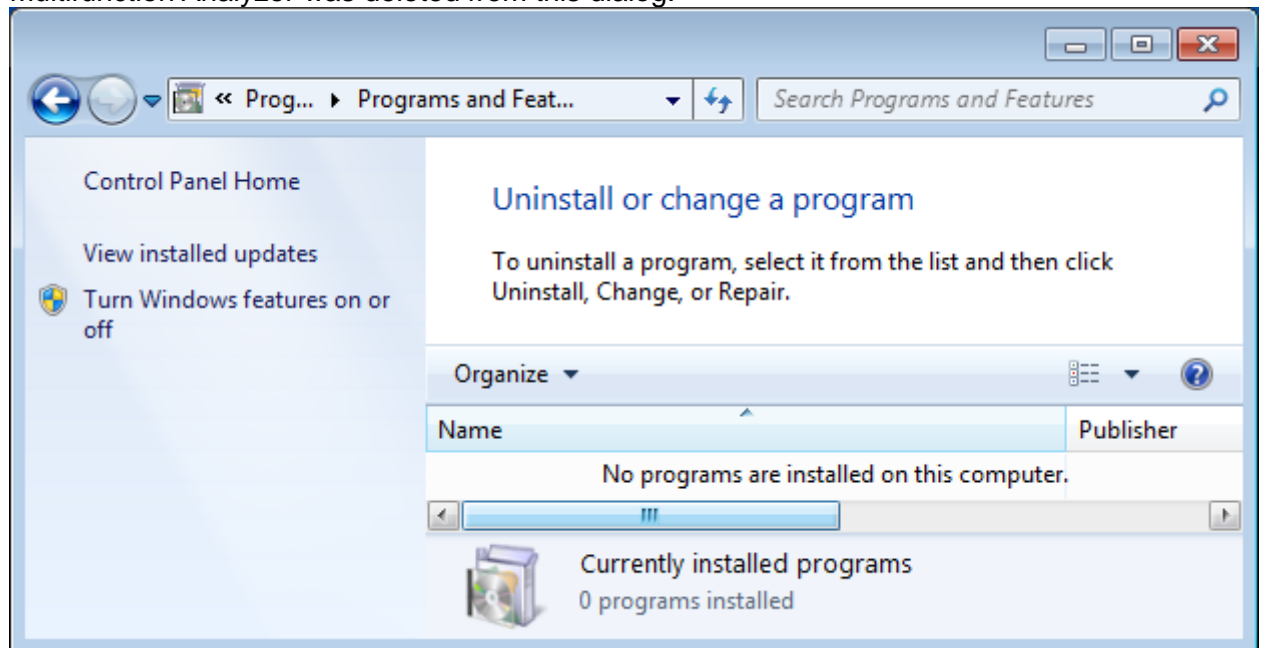 Multifunction Analyzer was deleted from this dialog.
« Prog... ▸ Programs and Feat...
Search Programs and Features
Control Panel Home
Uninstall or change a program
View installed updates
To uninstall a program, select it from the list and then click
Uninstall, Change, or Repair.
Turn Windows features on or
off
Organize
Name
Publisher
No programs are installed on this computer.
Currently installed programs
0 programs installed